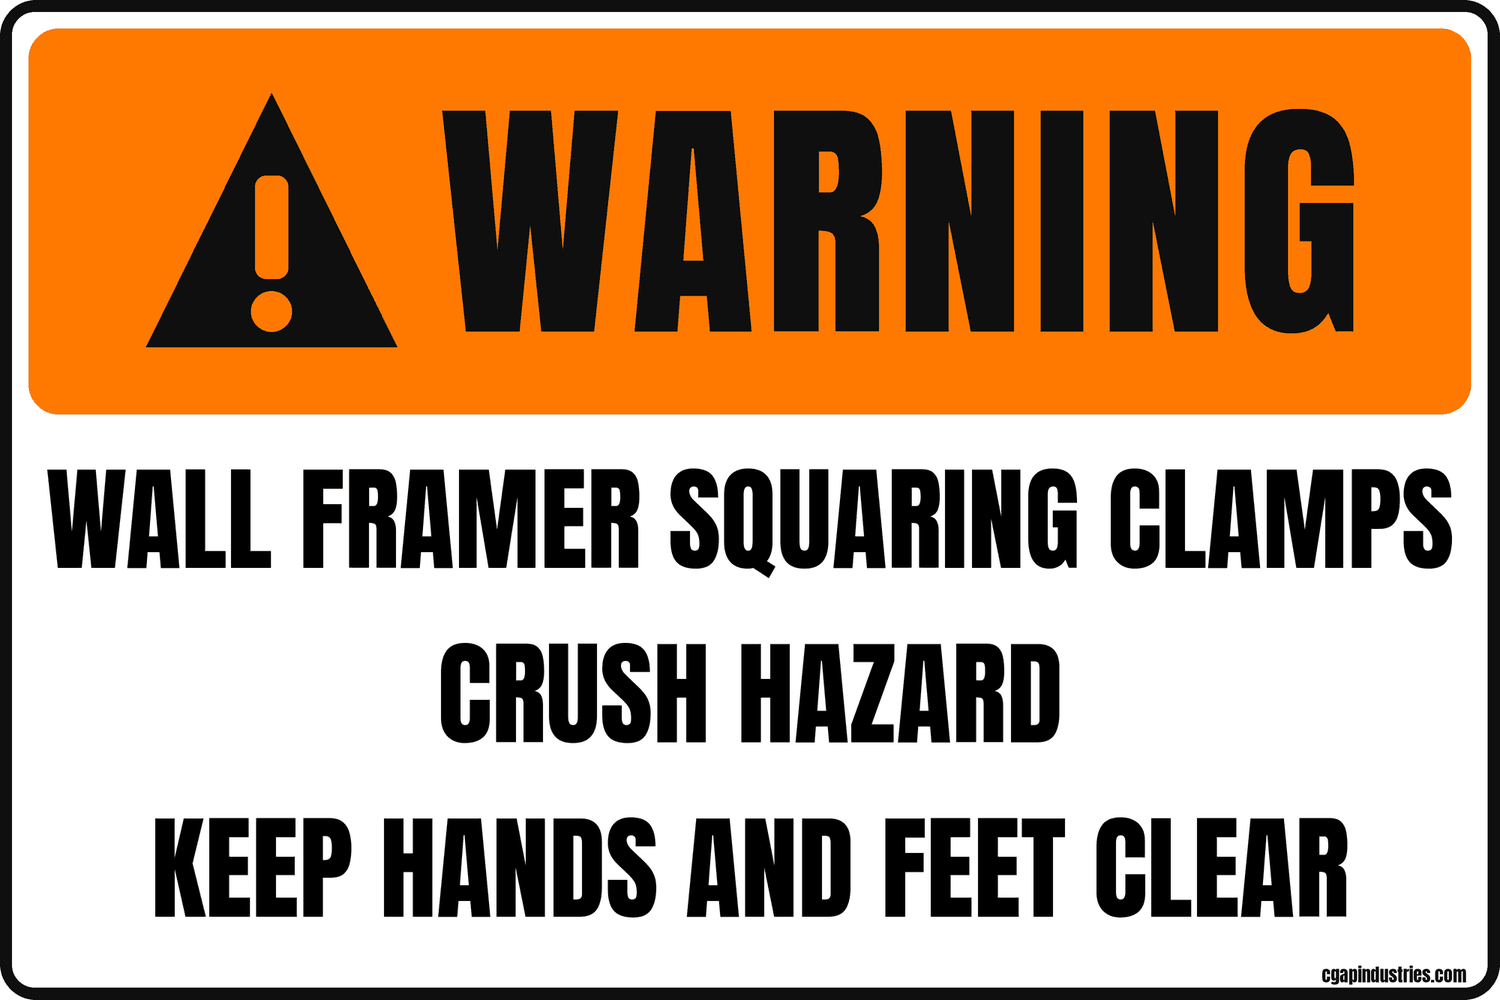 WARNING
WALL FRAMER SQUARING CLAMPS
CRUSH HAZARD
KEEP HANDS AND FEET CLEAR
cgapindustries.com